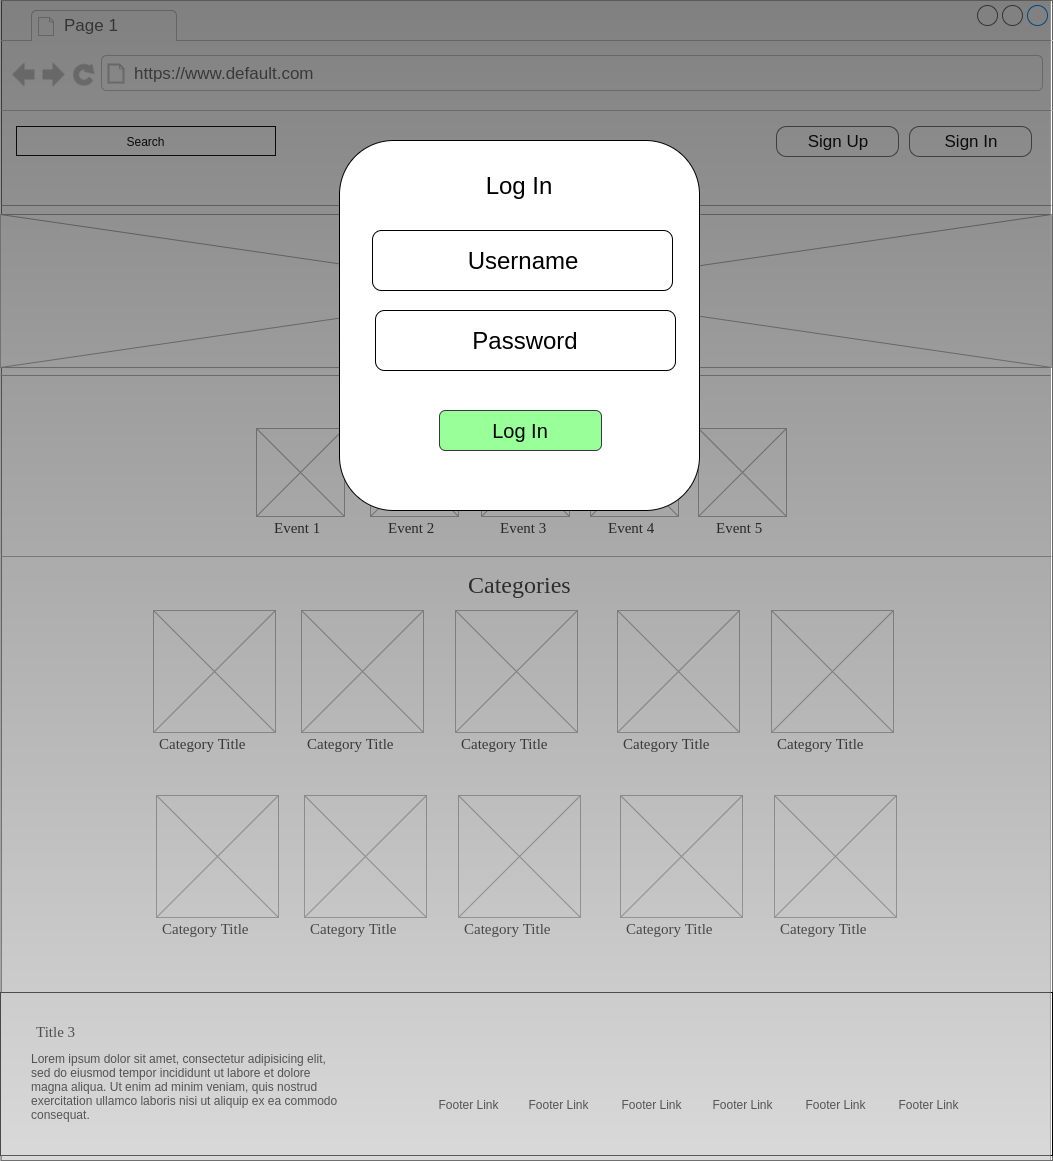 Page 1
https://www.default.com
Search
Sign Up
Sign In
Log In
Username
Password
Log In
Event 1
Event 2
Event 3
Event 4
Event 5
Categories
Category Title
Category Title
Category Title
Category Title
Category Title
Category Title
Category Title
Category Title
Category Title
Category Title
Title 3
Lorem ipsum dolor sit amet, consectetur adipisicing elit,
sed do eiusmod tempor incididunt ut labore et dolore
magna aliqua. Ut enim ad minim veniam, quis nostrud
exercitation ullamco laboris nisi ut aliquip ex ea commodo
consequat.
Footer Link
Footer Link
Footer Link
Footer Link
Footer Link
Footer Link